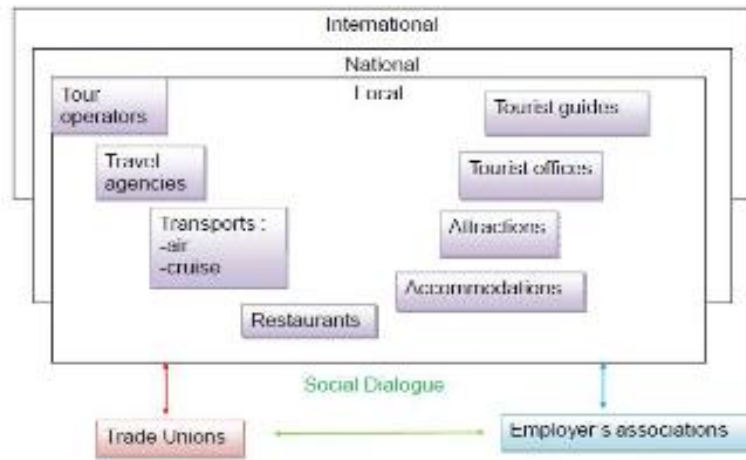 International
National
Local
Tour
operators
Tourist guides
Travel
agencies
Tourist offices
Transports :
-air
-cruise
Attractions
Accommodations
Restaurants
Social Dialogue
Trade Unions
Employer's associations